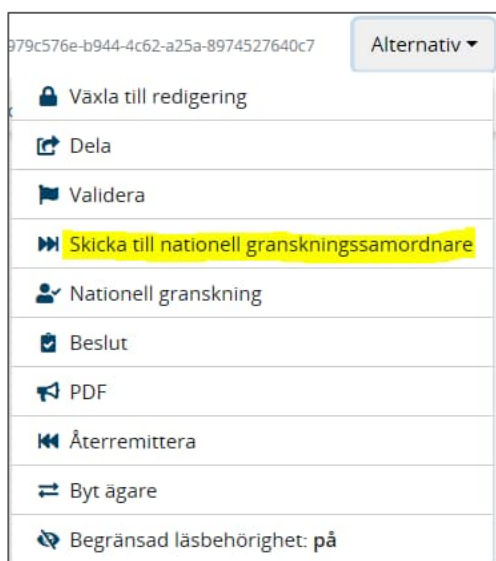 979c576e-b944-4c62-a25a-8974527640c7
Alternativ
Växla till redigering
Dela
Validera
Skicka till nationell granskningssamordnare
Nationell granskning
Beslut
PDF
Återremittera
Byt ägare
Begränsad läsbehörighet: på